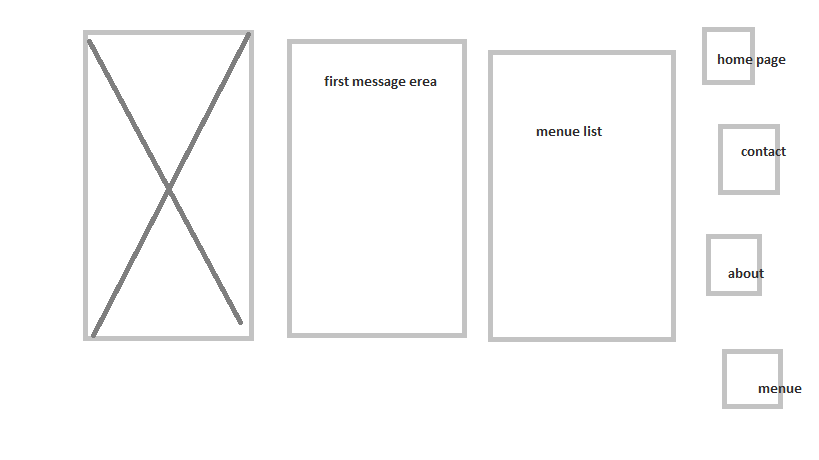 first message erea
menue list
home page
contact
about
menue